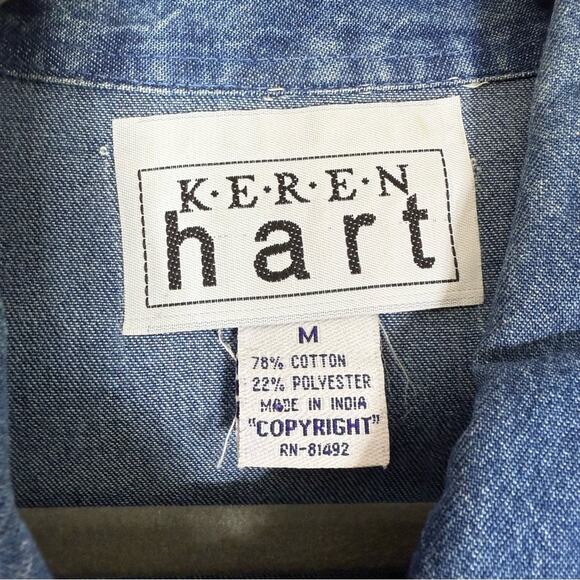 K·E·R·E·N
hart
M
78% COTTON
22% POLYESTER
MADE IN INDIA
"COPYRIGHT"
RN-81492